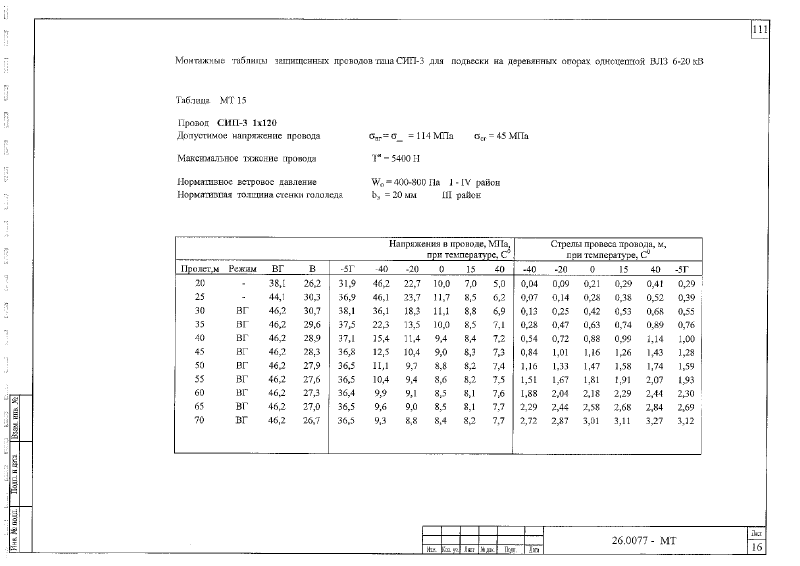 111
Монтажные таблицы защищенных проводов типа СИП-3 для подвески на деревянных опорах одноцепной ВЛЗ 6-20 кВ
Таблица МТ 15
Провод СИП-3 1x120
Допустимое напряжение провода σнг = σ_ = 114 МПа σсг = 45 МПа
Максимальное тяжение провода Тм = 5400 Н
Нормативное ветровое давление Wо = 400-800 Па I - IV район
Нормативная толщина стенки гололеда bэ = 20 мм III район
Напряжения в проводе, МПа, при температуре, С0
Стрелы провеса провода, м, при температуре, С0
Пролет,м Режим ВГ В -5Г -40 -20 0 15 40 -40 -20 0 15 40 -5Г
20 - 38,1 26,2 31,9 46,2 22,7 10,0 7,0 5,0 0,04 0,09 0,21 0,29 0,41 0,29
25 - 44,1 30,3 36,9 46,1 23,7 11,7 8,5 6,2 0,07 0,14 0,28 0,38 0,52 0,39
30 ВГ 46,2 30,7 38,1 36,1 18,3 11,1 8,8 6,9 0,13 0,25 0,42 0,53 0,68 0,55
35 ВГ 46,2 29,6 37,5 22,3 13,5 10,0 8,5 7,1 0,28 0,47 0,63 0,74 0,89 0,76
40 ВГ 46,2 28,9 37,1 15,4 11,4 9,4 8,4 7,2 0,54 0,72 0,88 0,99 1,14 1,00
45 ВГ 46,2 28,3 36,8 12,5 10,4 9,0 8,3 7,3 0,84 1,01 1,16 1,26 1,43 1,28
50 ВГ 46,2 27,9 36,5 11,1 9,7 8,8 8,2 7,4 1,16 1,33 1,47 1,58 1,74 1,59
55 ВГ 46,2 27,6 36,5 10,4 9,4 8,6 8,2 7,5 1,51 1,67 1,81 1,91 2,07 1,93
60 ВГ 46,2 27,3 36,4 9,9 9,1 8,5 8,1 7,6 1,88 2,04 2,18 2,29 2,44 2,30
65 ВГ 46,2 27,0 36,5 9,6 9,0 8,5 8,1 7,7 2,29 2,44 2,58 2,68 2,84 2,69
70 ВГ 46,2 26,7 36,5 9,3 8,8 8,4 8,2 7,7 2,72 2,87 3,01 3,11 3,27 3,12
Взам. инв. №
Подп. и дата
Инв. № подл.
Изм. Кол. уч. Лист № док. Подп. Дата
26.0077 - МТ
Лист
16